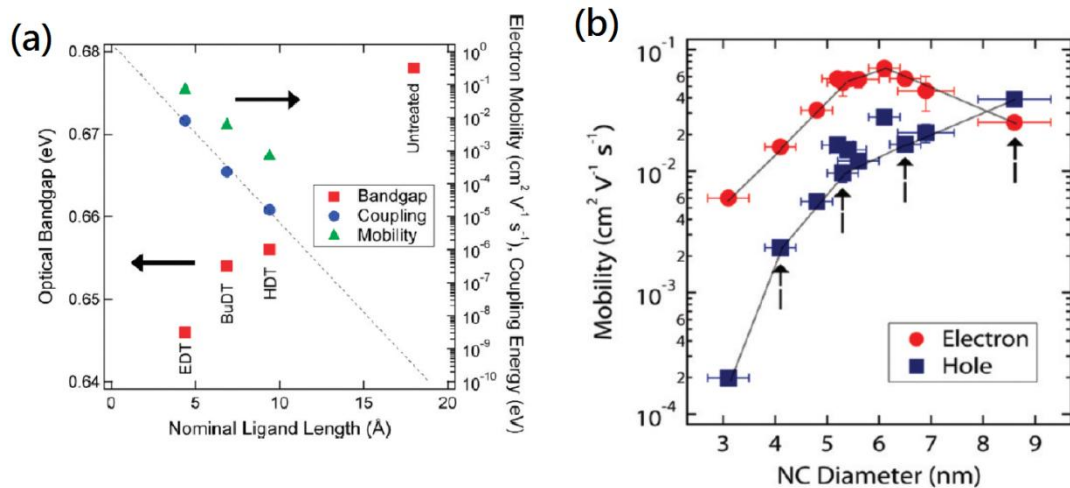 (a)
Optical Bandgap (eV)
0.68
0.67
0.66
0.65
0.64
Untreated
Bandgap
Coupling
Mobility
EDT
BuDT
HDT
10⁰
10⁻¹
10⁻²
10⁻³
10⁻⁴
10⁻⁵
10⁻⁶
10⁻⁷
10⁻⁸
10⁻⁹
10⁻¹⁰
Electron Mobility (cm² V⁻¹ s⁻¹), Coupling Energy (eV)
0 5 10 15 20
Nominal Ligand Length (Å)
(b)
Mobility (cm² V⁻¹ s⁻¹)
10⁻¹
6
4
2
10⁻²
6
4
2
10⁻³
6
4
2
10⁻⁴
Electron
Hole
3 4 5 6 7 8 9
NC Diameter (nm)